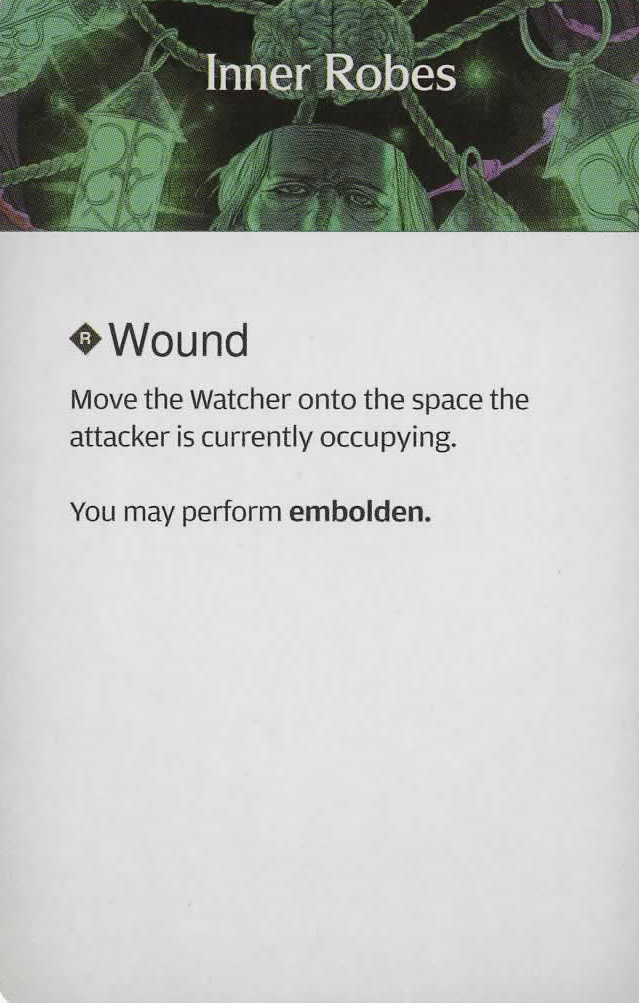 Inner Robes
R Wound
Move the Watcher onto the space the
attacker is currently occupying.
You may perform embolden.